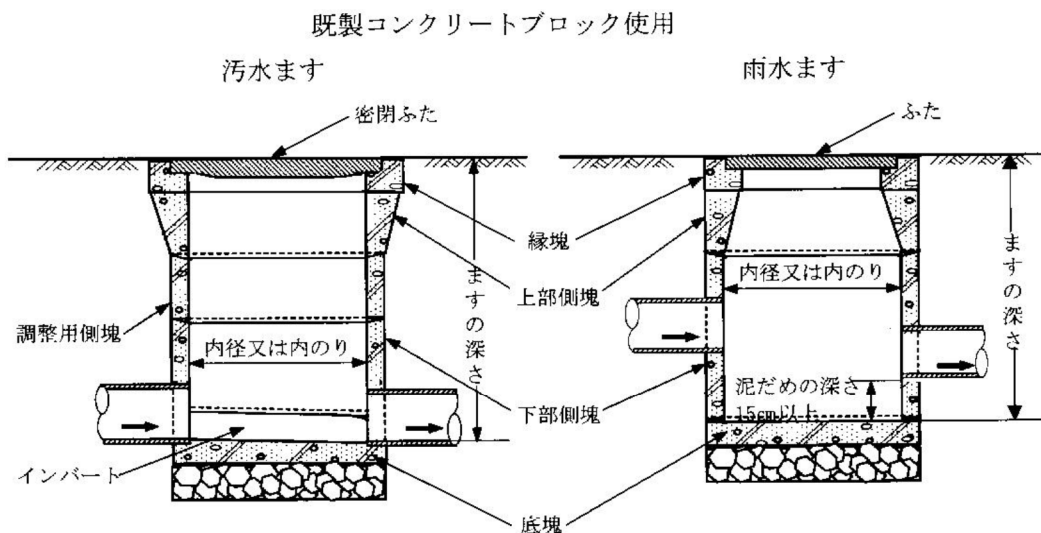 既製コンクリートブロック使用
汚水ます
雨水ます
密閉ふた
ふた
縁塊
上部側塊
ますの深さ
ますの深さ
調整用側塊
内径又は内のり
内径又は内のり
泥だめの深さ
15cm以上
下部側塊
インバート
底塊